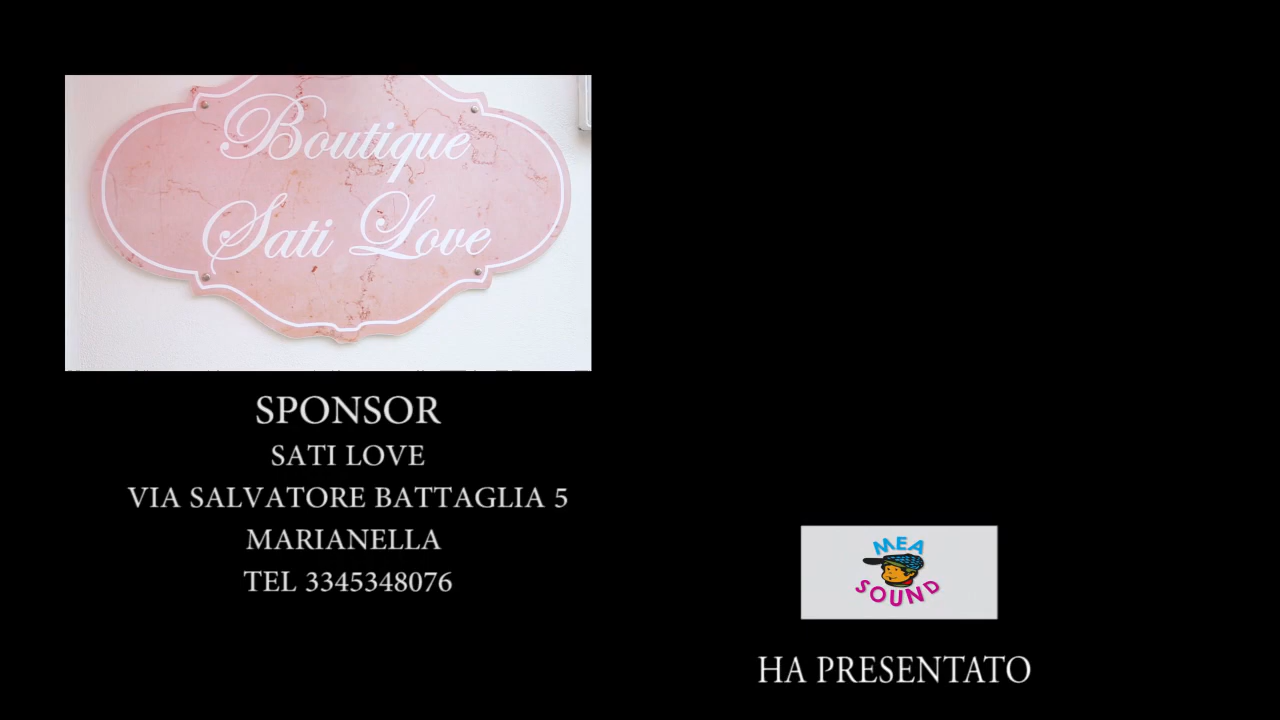 Boutique
Sati Love
SPONSOR
SATI LOVE
VIA SALVATORE BATTAGLIA 5
MARIANELLA
TEL 3345348076
MEA
SOUND
HA PRESENTATO